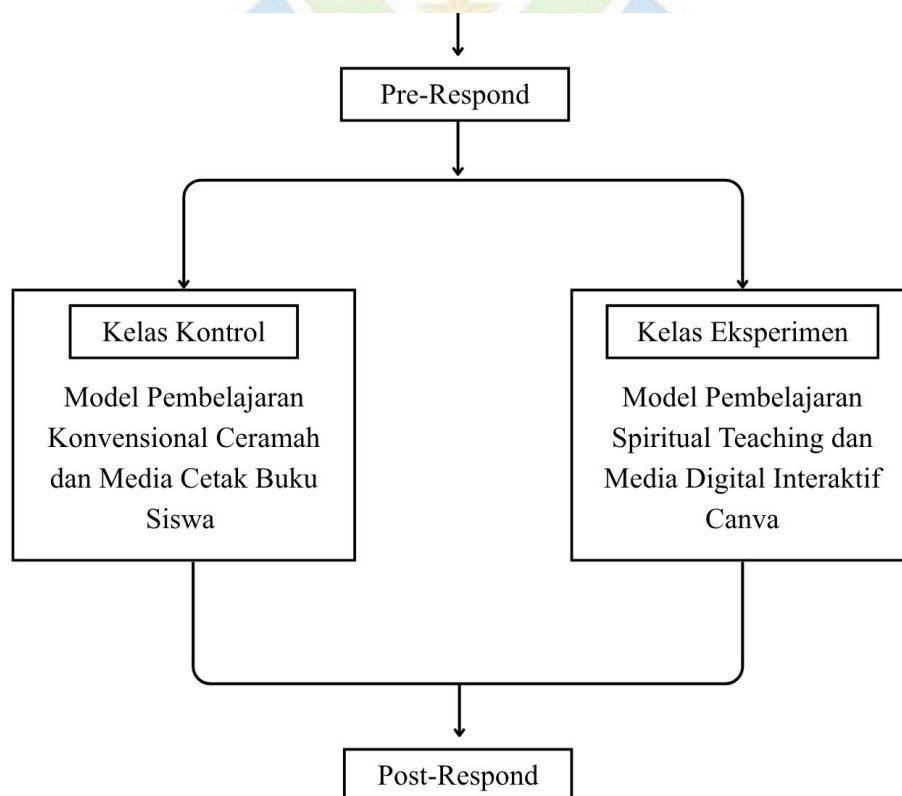 Pre-Respond
Kelas Kontrol
Model Pembelajaran
Konvensional Ceramah
dan Media Cetak Buku
Siswa
Kelas Eksperimen
Model Pembelajaran
Spiritual Teaching dan
Media Digital Interaktif
Canva
Post-Respond